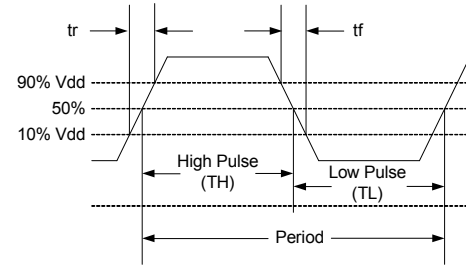 tr
tf
90% Vdd
50%
10% Vdd
High Pulse
(TH)
Low Pulse
(TL)
Period